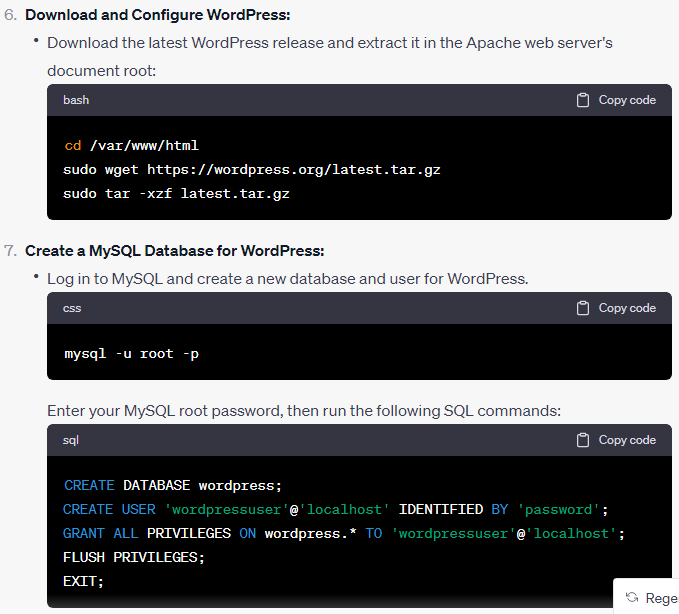 6. Download and Configure WordPress:
• Download the latest WordPress release and extract it in the Apache web server's
document root:
bash Copy code
cd /var/www/html
sudo wget https://wordpress.org/latest.tar.gz
sudo tar -xzf latest.tar.gz
7. Create a MySQL Database for WordPress:
• Log in to MySQL and create a new database and user for WordPress.
css Copy code
mysql -u root -p
Enter your MySQL root password, then run the following SQL commands:
sql Copy code
CREATE DATABASE wordpress;
CREATE USER 'wordpressuser'@'localhost' IDENTIFIED BY 'password';
GRANT ALL PRIVILEGES ON wordpress.* TO 'wordpressuser'@'localhost';
FLUSH PRIVILEGES;
EXIT;
Rege